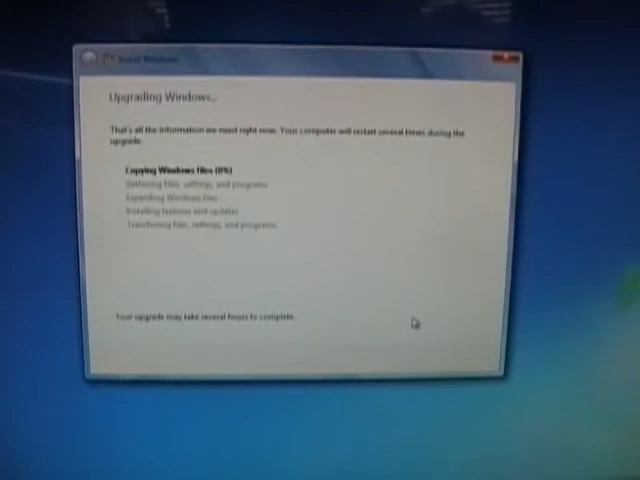 Install Windows
Upgrading Windows...
That's all the information we need right now. Your computer will restart several times during the
upgrade.
Copying Windows files (0%)
Gathering files, settings, and programs
Expanding Windows files
Installing features and updates
Transferring files, settings, and programs
Your upgrade may take several hours to complete.